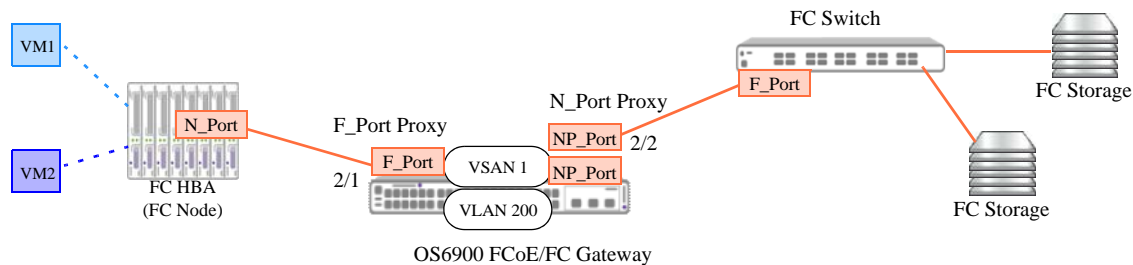 FC Switch
VM1
FC Storage
F_Port
N_Port Proxy
N_Port
F_Port Proxy
NP_Port
2/2
F_Port
VSAN 1
VM2
NP_Port
2/1
FC HBA
(FC Node)
VLAN 200
FC Storage
OS6900 FCoE/FC Gateway